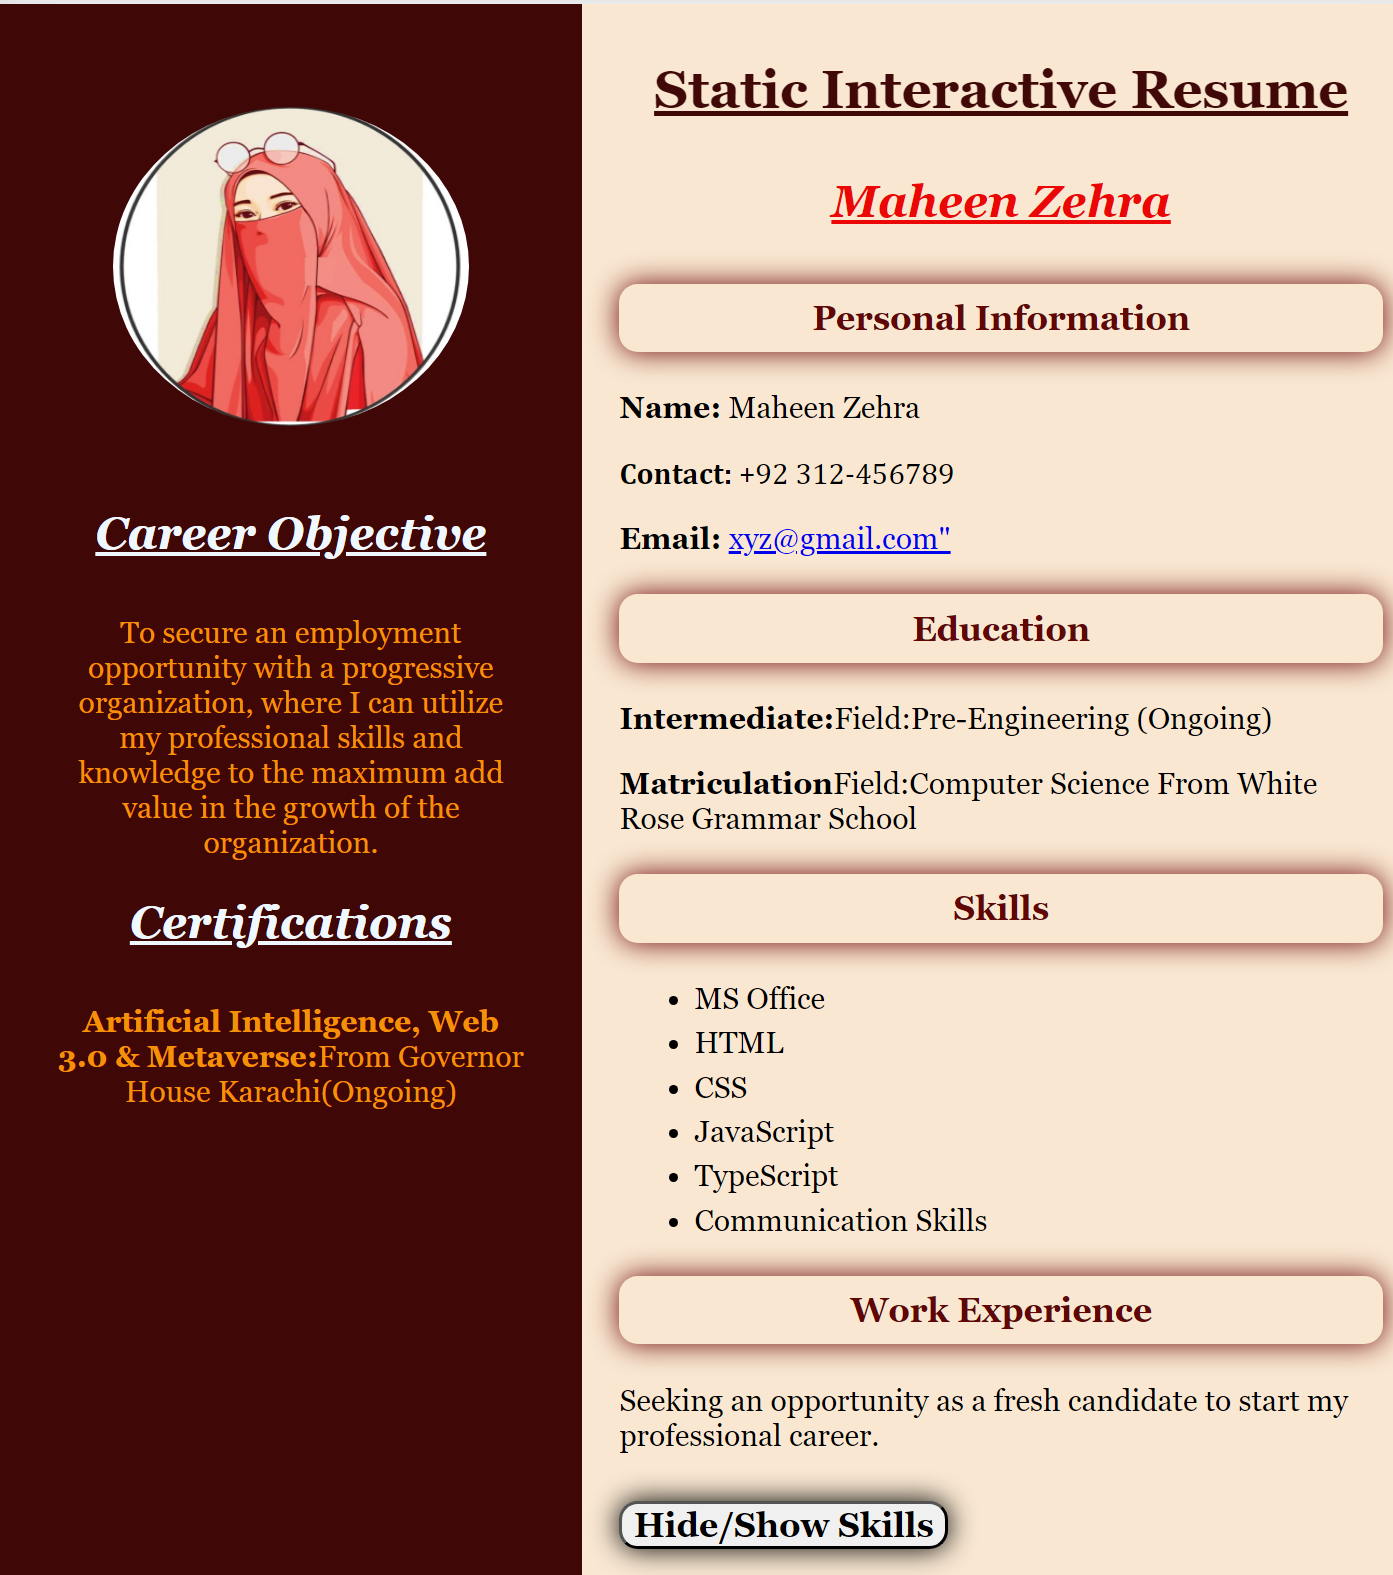 Career Objective
To secure an employment
opportunity with a progressive
organization, where I can utilize
my professional skills and
knowledge to the maximum add
value in the growth of the
organization.
Certifications
Artificial Intelligence, Web
3.0 & Metaverse:From Governor
House Karachi(Ongoing)
Static Interactive Resume
Maheen Zehra
Personal Information
Name: Maheen Zehra
Contact: +92 312-456789
Email: xyz@gmail.com"
Education
Intermediate:Field:Pre-Engineering (Ongoing)
MatriculationField:Computer Science From White
Rose Grammar School
Skills
• MS Office
• HTML
• CSS
• JavaScript
• TypeScript
• Communication Skills
Work Experience
Seeking an opportunity as a fresh candidate to start my
professional career.
Hide/Show Skills